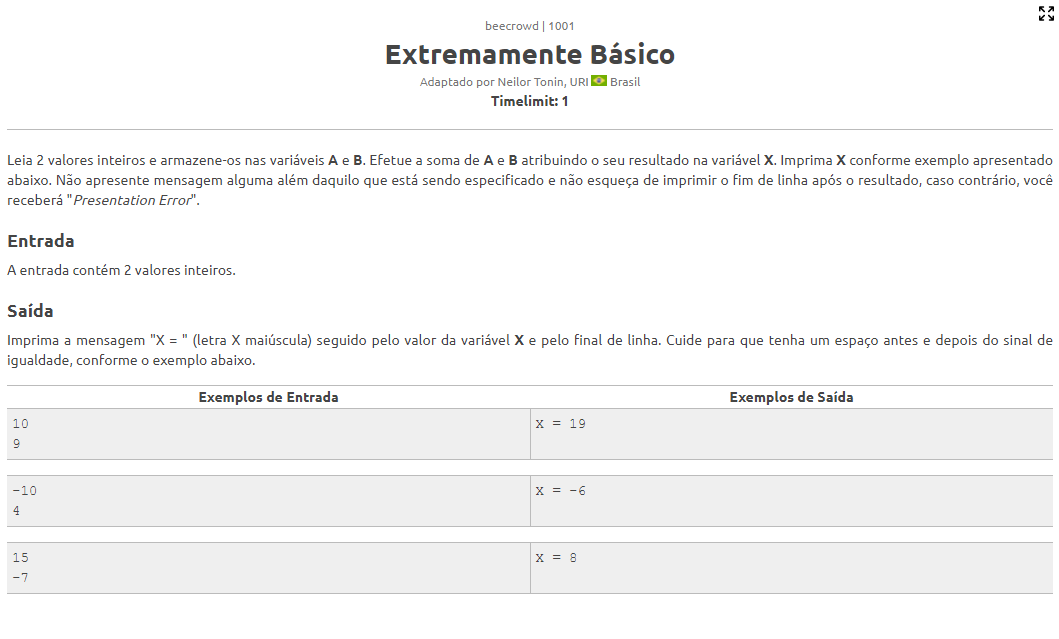 beecrowd | 1001
Extremamente Básico
Adaptado por Neilor Tonin, URI Brasil
Timelimit: 1
Leia 2 valores inteiros e armazene-os nas variáveis A e B. Efetue a soma de A e B atribuindo o seu resultado na variável X. Imprima X conforme exemplo apresentado
abaixo. Não apresente mensagem alguma além daquilo que está sendo especificado e não esqueça de imprimir o fim de linha após o resultado, caso contrário, você
receberá "Presentation Error".
Entrada
A entrada contém 2 valores inteiros.
Saída
Imprima a mensagem "X = " (letra X maiúscula) seguido pelo valor da variável X e pelo final de linha. Cuide para que tenha um espaço antes e depois do sinal de
igualdade, conforme o exemplo abaixo.
Exemplos de Entrada Exemplos de Saída
10 X = 19
9
-10 X = -6
4
15 X = 8
-7